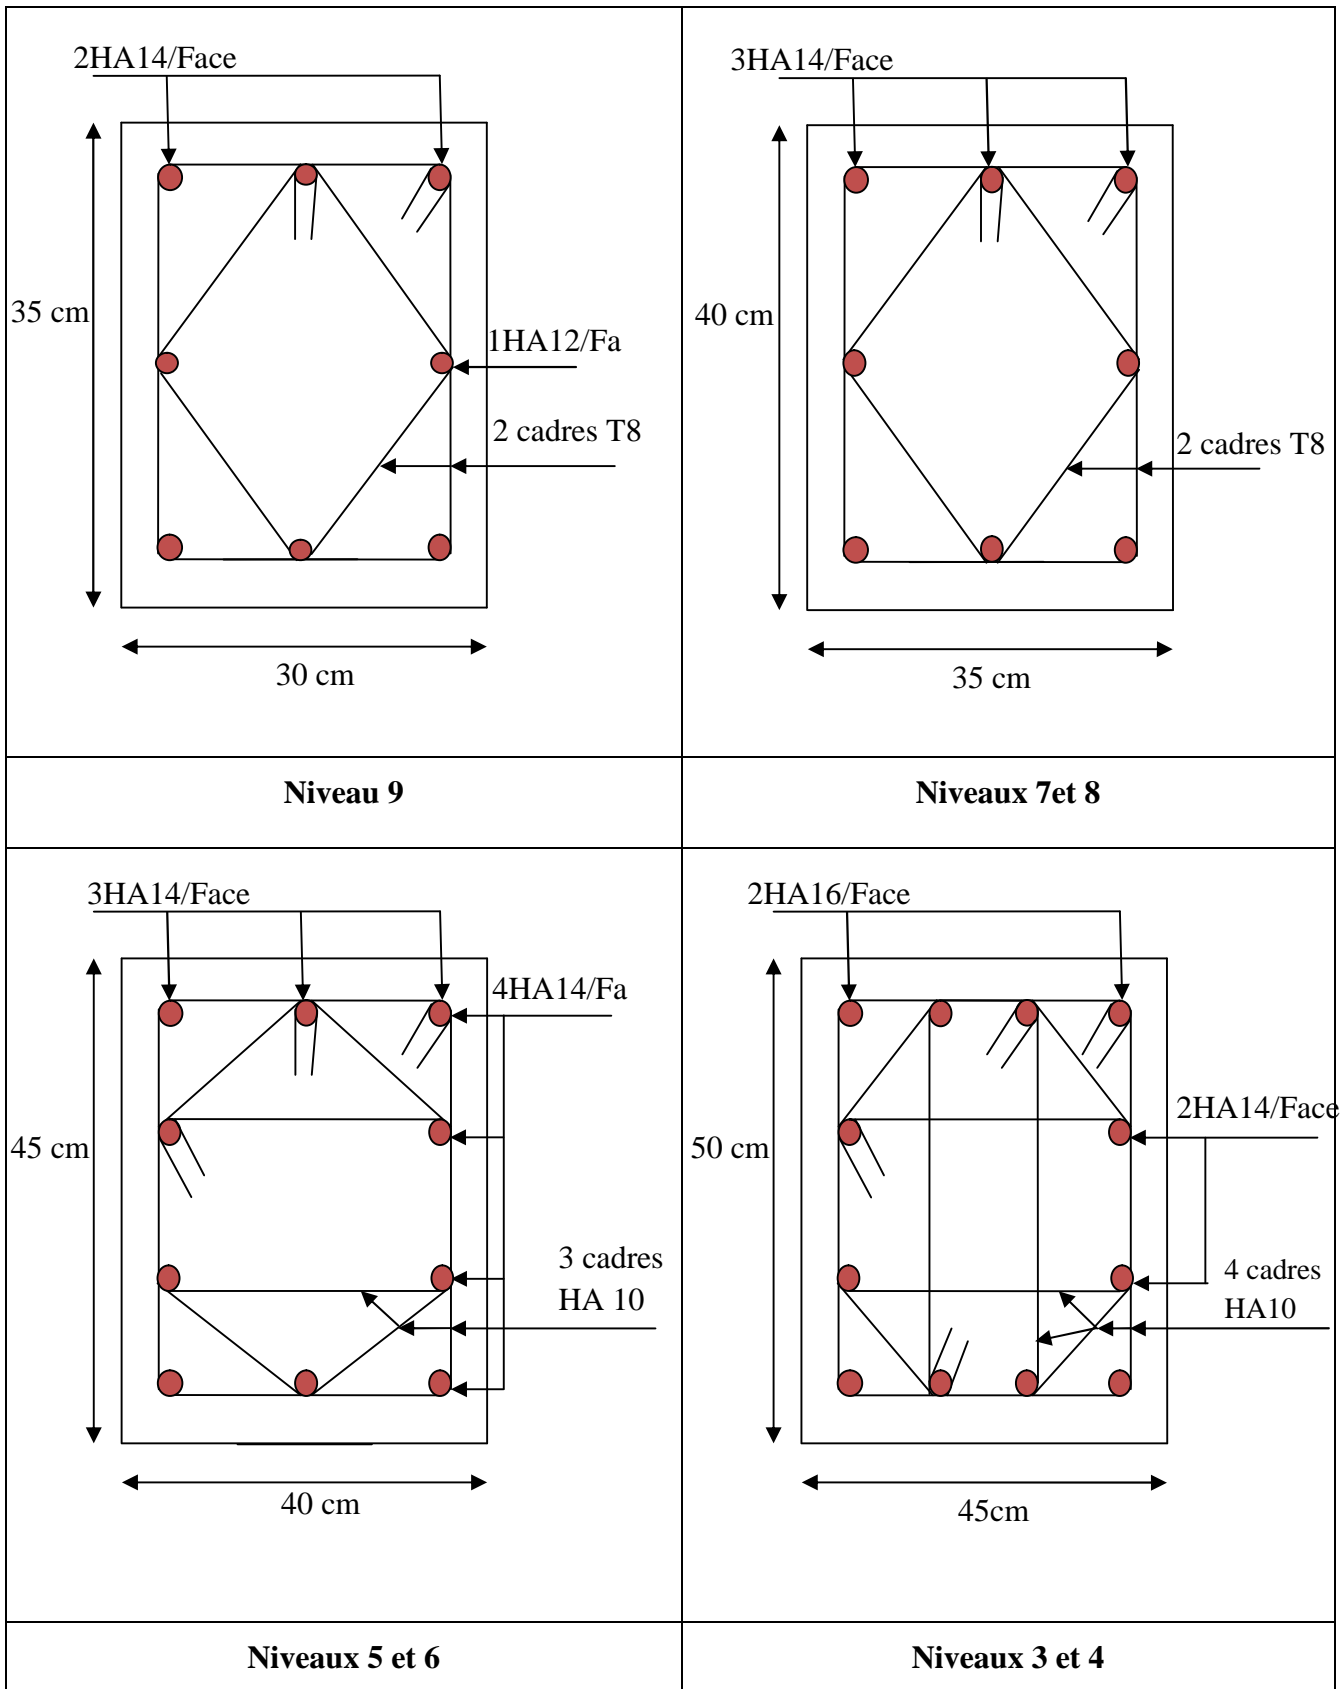 2HA14/Face
35 cm
1HA12/Fa
2 cadres T8
30 cm
3HA14/Face
40 cm
2 cadres T8
35 cm
Niveau 9
Niveaux 7et 8
3HA14/Face
4HA14/Fa
45 cm
3 cadres
HA 10
40 cm
2HA16/Face
2HA14/Face
50 cm
4 cadres
HA10
45cm
Niveaux 5 et 6
Niveaux 3 et 4